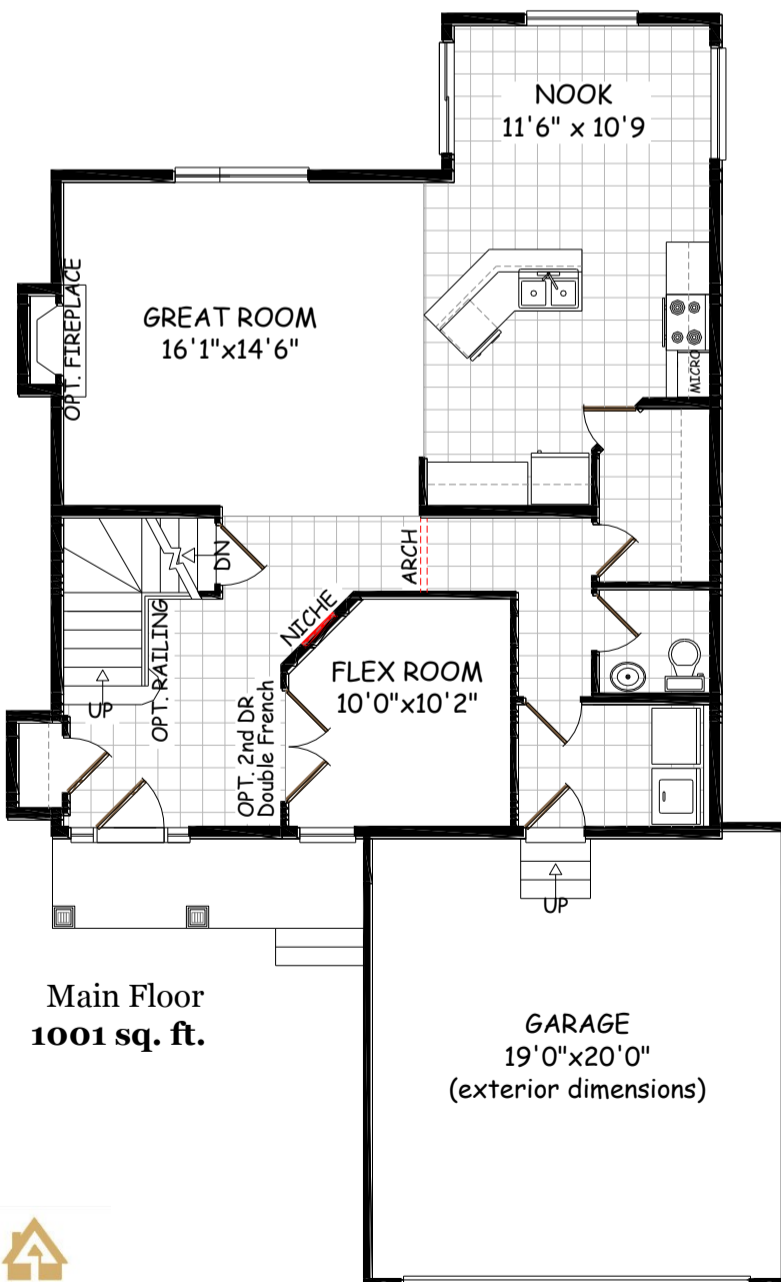 NOOK
11'6" x 10'9
GREAT ROOM
16'1"x14'6"
OPT. FIREPLACE
MICRO
DN
ARCH
NICHE
OPT. RAILING
UP
FLEX ROOM
10'0"x10'2"
OPT. 2nd DR
Double French
UP
Main Floor
1001 sq. ft.
GARAGE
19'0"x20'0"
(exterior dimensions)